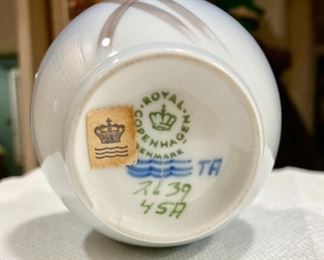 ROYAL
COPENHAGEN
DENMARK
TA
2639
45A